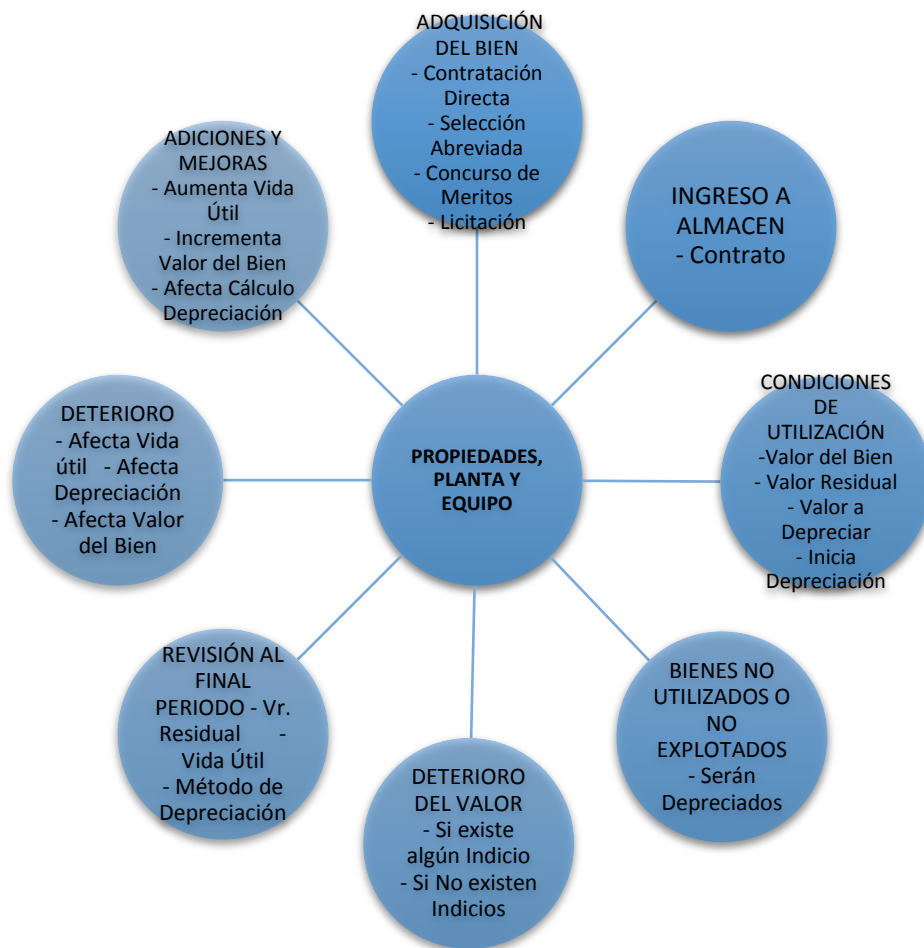 ADQUISICIÓN
DEL BIEN
- Contratación
Directa
- Selección
Abreviada
- Concurso de
Meritos
- Licitación
INGRESO A
ALMACEN
- Contrato
CONDICIONES
DE
UTILIZACIÓN
-Valor del Bien
- Valor Residual
- Valor a
Depreciar
- Inicia
Depreciación
BIENES NO
UTILIZADOS O
NO
EXPLOTADOS
- Serán
Depreciados
DETERIORO
DEL VALOR
- Si existe
algún Indicio
- Si No existen
Indicios
REVISIÓN AL
FINAL
PERIODO - Vr.
Residual -
Vida Útil
- Método de
Depreciación
DETERIORO
- Afecta Vida
útil - Afecta
Depreciación
- Afecta Valor
del Bien
ADICIONES Y
MEJORAS
- Aumenta Vida
Útil
- Incrementa
Valor del Bien
- Afecta Cálculo
Depreciación
PROPIEDADES,
PLANTA Y
EQUIPO